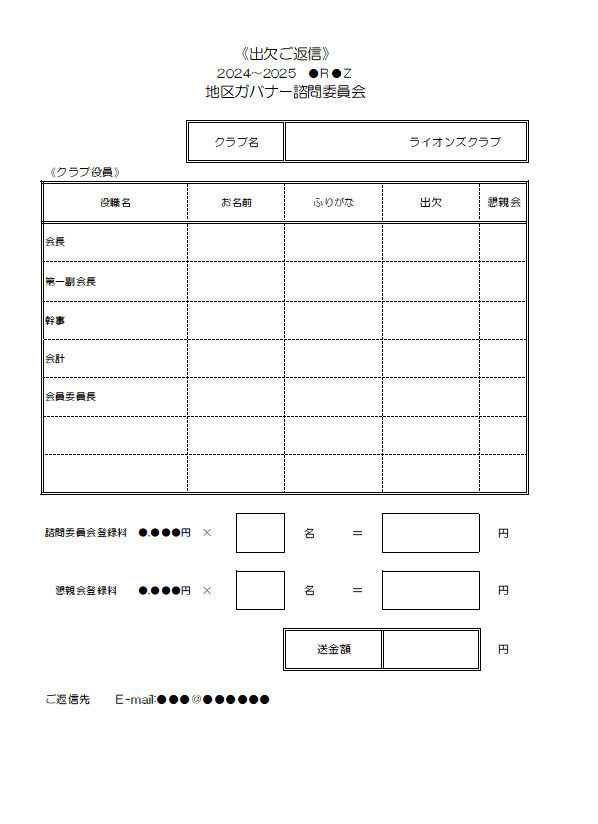 《出欠ご返信》
2024～2025　●R●Z
地区ガバナー諮問委員会
クラブ名　ライオンズクラブ
《クラブ役員》
役職名　お名前　ふりがな　出欠　懇親会
会長
第一副会長
幹事
会計
会員委員長
諮問委員会登録料　●,●●●円　×　名　＝　円
懇親会登録料　●,●●●円　×　名　＝　円
送金額　円
ご返信先　E-mail:●●●@●●●●●●